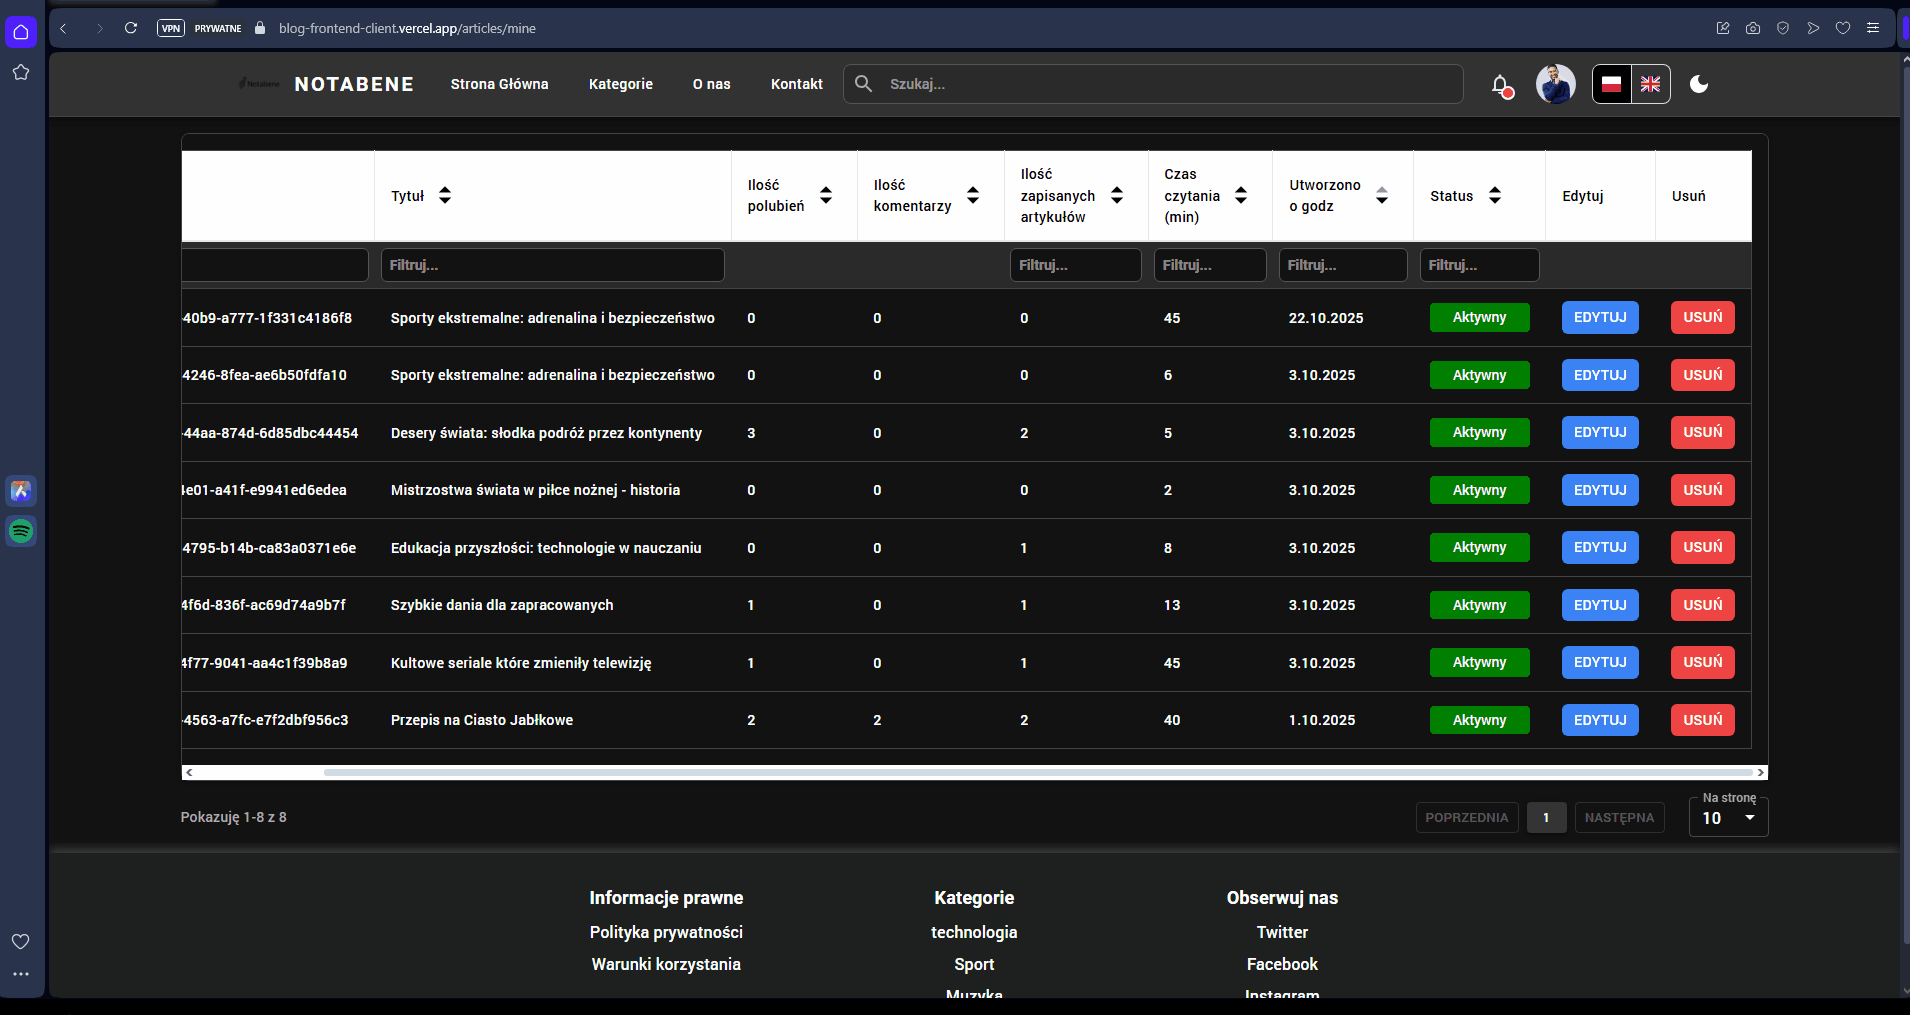 VPN PRYWATNE blog-frontend-client.vercel.app/articles/mine
Notabene NOTABENE Strona Główna Kategorie O nas Kontakt Szukaj...
Tytuł Ilość polubień Ilość komentarzy Ilość zapisanych artykułów Czas czytania (min) Utworzono o godz Status Edytuj Usuń
Filtruj... Filtruj... Filtruj... Filtruj... Filtruj...
40b9-a777-1f331c4186f8 Sporty ekstremalne: adrenalina i bezpieczeństwo 0 0 0 45 22.10.2025 Aktywny EDYTUJ USUŃ
4246-8fea-ae6b50fdfa10 Sporty ekstremalne: adrenalina i bezpieczeństwo 0 0 0 6 3.10.2025 Aktywny EDYTUJ USUŃ
-44aa-874d-6d85dbc44454 Desery świata: słodka podróż przez kontynenty 3 0 2 5 3.10.2025 Aktywny EDYTUJ USUŃ
4e01-a41f-e9941ed6edea Mistrzostwa świata w piłce nożnej - historia 0 0 0 2 3.10.2025 Aktywny EDYTUJ USUŃ
4795-b14b-ca83a0371e6e Edukacja przyszłości: technologie w nauczaniu 0 0 1 8 3.10.2025 Aktywny EDYTUJ USUŃ
4f6d-836f-ac69d74a9b7f Szybkie dania dla zapracowanych 1 0 1 13 3.10.2025 Aktywny EDYTUJ USUŃ
4f77-9041-aa4c1f39b8a9 Kultowe seriale które zmieniły telewizję 1 0 1 45 3.10.2025 Aktywny EDYTUJ USUŃ
-4563-a7fc-e7f2dbf956c3 Przepis na Ciasto Jabłkowe 2 2 2 40 1.10.2025 Aktywny EDYTUJ USUŃ
Pokazuję 1-8 z 8 POPRZEDNIA 1 NASTĘPNA Na stronę 10
Informacje prawne Kategorie Obserwuj nas
Polityka prywatności technologia Twitter
Warunki korzystania Sport Facebook
Muzyka Instagram